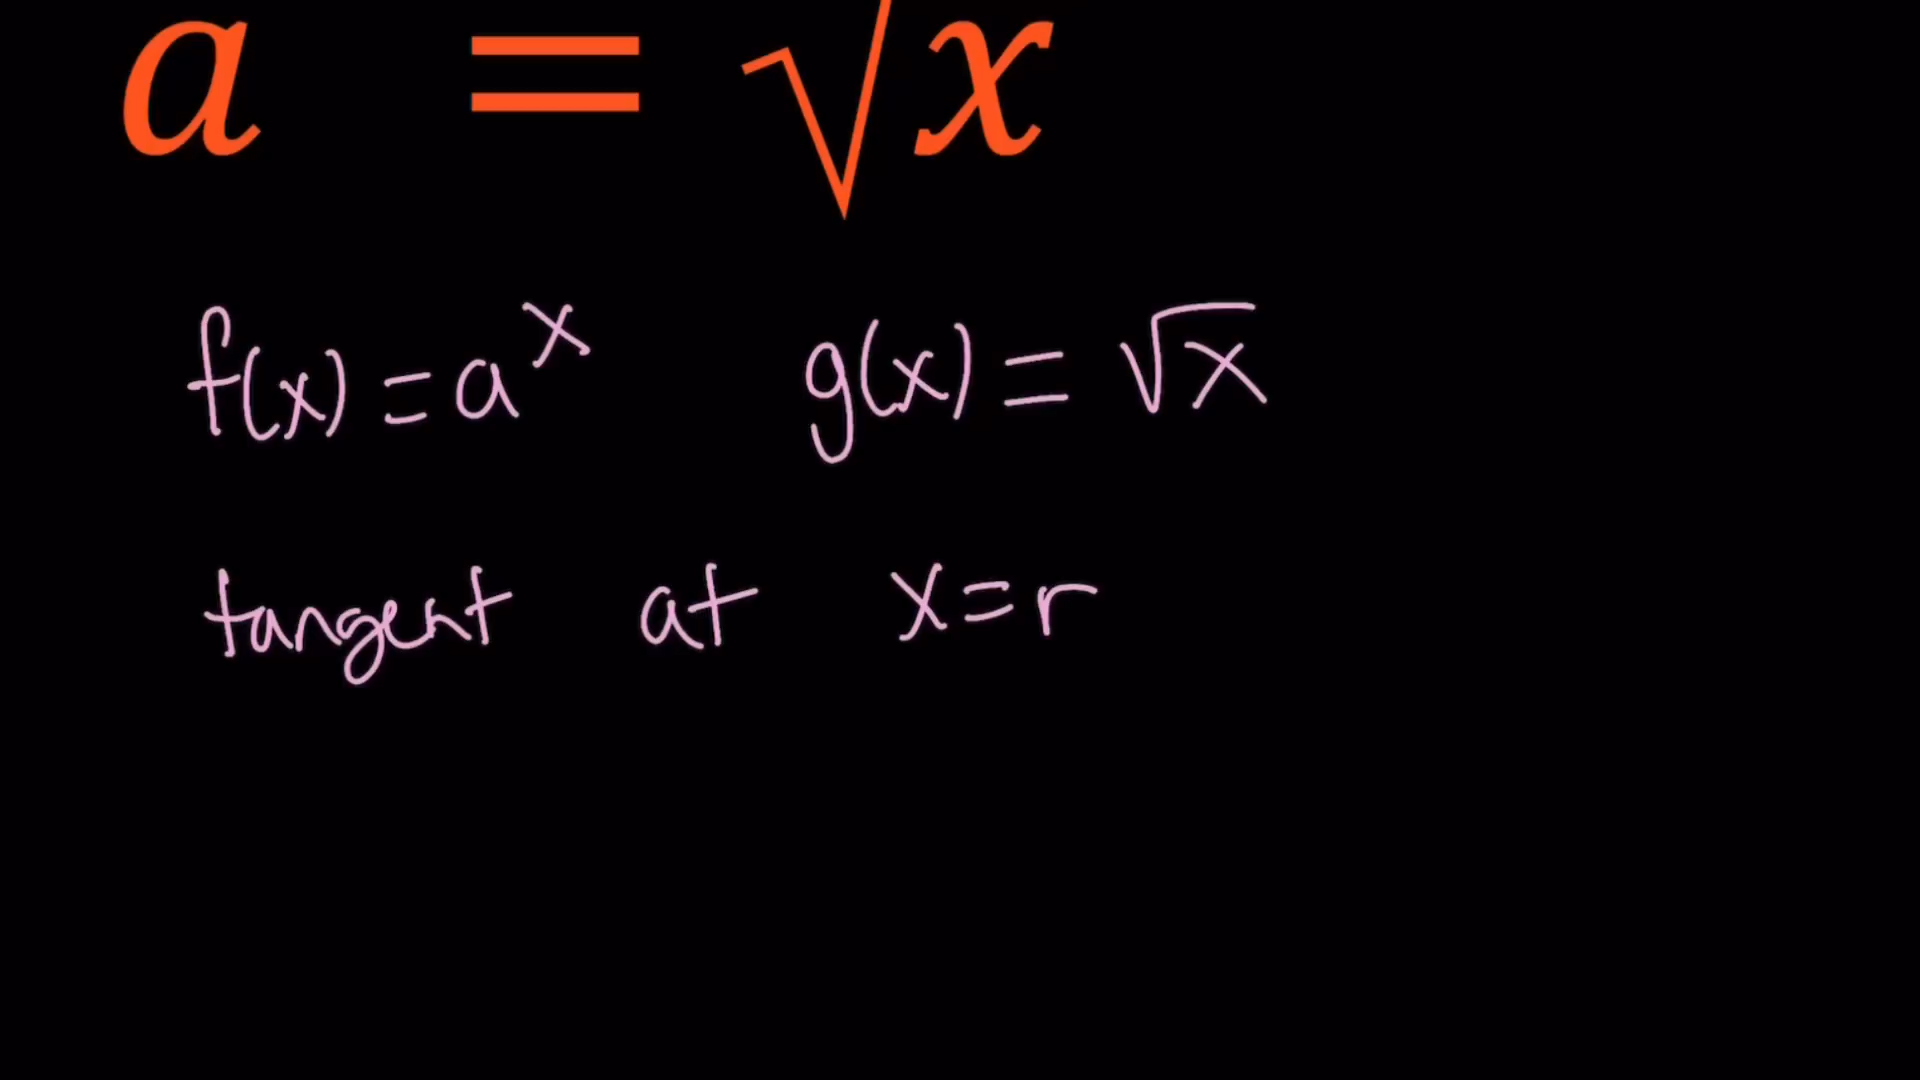 a = √x
f(x) = a^x g(x) = √x
tangent at x = r